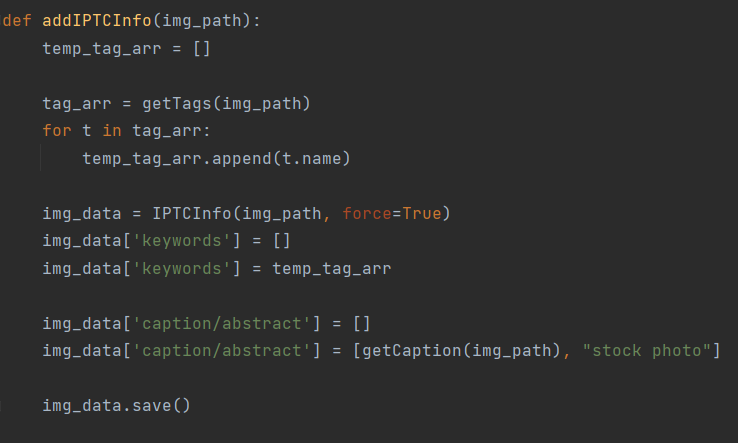 def addIPTCInfo(img_path):
    temp_tag_arr = []

    tag_arr = getTags(img_path)
    for t in tag_arr:
        temp_tag_arr.append(t.name)

    img_data = IPTCInfo(img_path, force=True)
    img_data['keywords'] = []
    img_data['keywords'] = temp_tag_arr

    img_data['caption/abstract'] = []
    img_data['caption/abstract'] = [getCaption(img_path), "stock photo"]

    img_data.save()